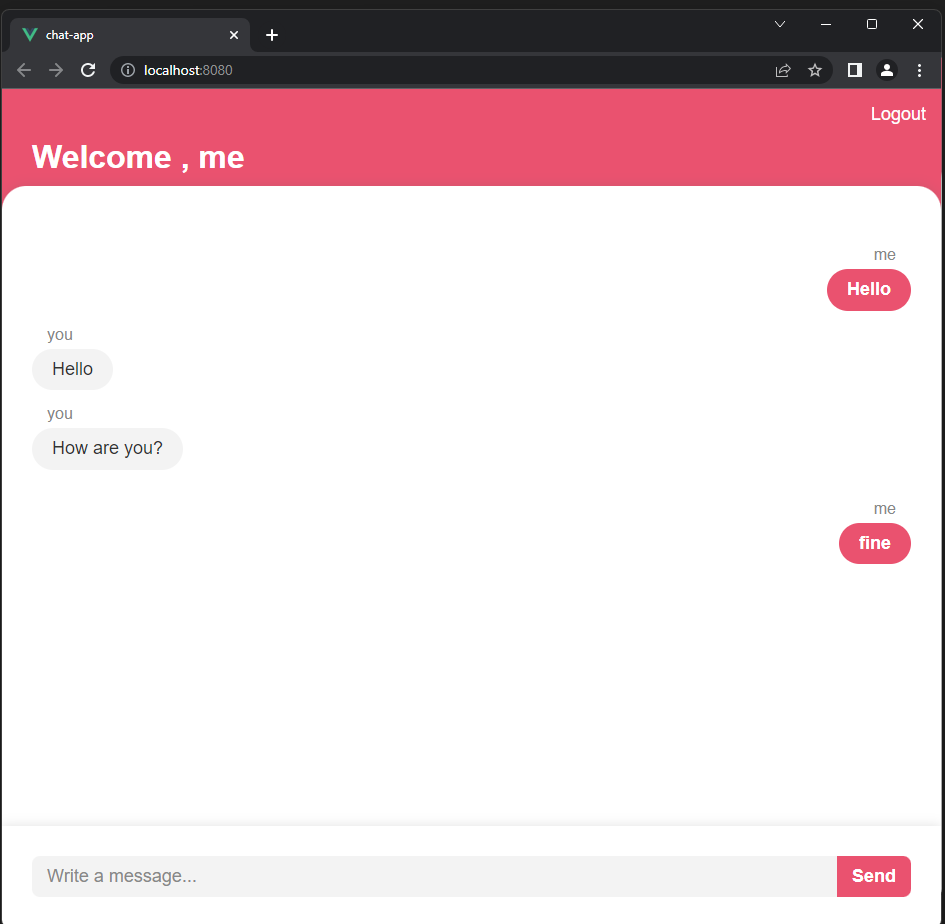 chat-app
localhost:8080
Logout
Welcome , me
me
Hello
you
Hello
you
How are you?
me
fine
Write a message...
Send